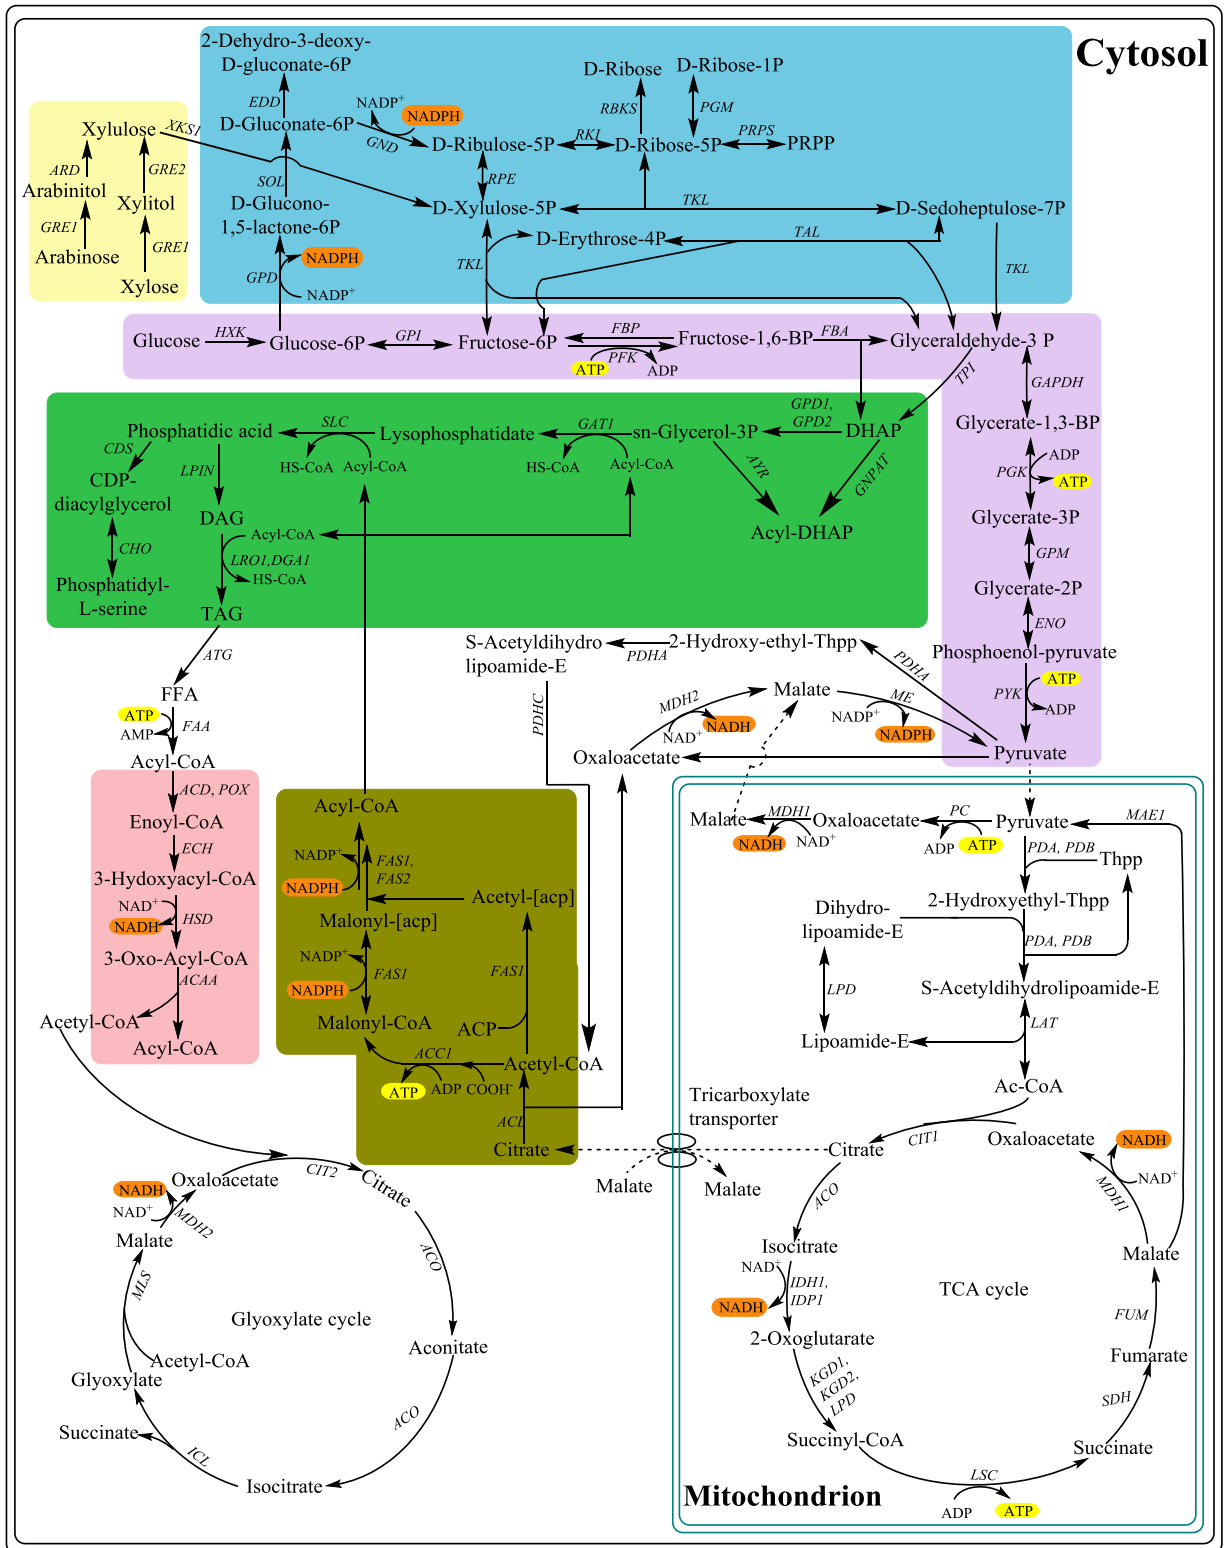 Cytosol
2-Dehydro-3-deoxy-
D-gluconate-6P
EDD
D-Gluconate-6P
NADP+
NADPH
GND
D-Ribulose-5P
RKI
D-Ribose
D-Ribose-1P
RBKS
PGM
D-Ribose-5P
PRPS
PRPP
Xylulose
XKS1
ARD
GRE2
Arabinitol
Xylitol
GRE1
GRE1
Arabinose
Xylose
SOL
D-Glucono-
1,5-lactone-6P
GPD
NADPH
NADP+
RPE
D-Xylulose-5P
TKL
D-Sedoheptulose-7P
D-Erythrose-4P
TAL
TKL
TKL
Glucose
HXK
Glucose-6P
GPI
Fructose-6P
FBP
PFK
ATP
ADP
Fructose-1,6-BP
FBA
Glyceraldehyde-3 P
TPI
GAPDH
Glycerate-1,3-BP
PGK
ADP
ATP
Glycerate-3P
GPM
Glycerate-2P
ENO
Phosphoenol-pyruvate
PYK
ATP
ADP
Pyruvate
Phosphatidic acid
SLC
HS-CoA
Acyl-CoA
Lysophosphatidate
GAT1
HS-CoA
Acyl-CoA
sn-Glycerol-3P
GPD1,
GPD2
DHAP
AYR
GNPAT
Acyl-DHAP
CDS
LPIN
CDP-
diacylglycerol
CHO
Phosphatidyl-
L-serine
DAG
Acyl-CoA
LRO1,DGA1
HS-CoA
TAG
ATG
FFA
ATP
AMP
FAA
Acyl-CoA
ACD, POX
Enoyl-CoA
ECH
3-Hydoxyacyl-CoA
NAD+
NADH
HSD
3-Oxo-Acyl-CoA
ACAA
Acetyl-CoA
Acyl-CoA
S-Acetyldihydro
lipoamide-E
PDHA
2-Hydroxy-ethyl-Thpp
PDHA
PDHC
Malate
MDH2
NAD+
NADH
ME
NADP+
NADPH
Oxaloacetate
Acyl-CoA
NADP+
NADPH
FAS1,
FAS2
Acetyl-[acp]
Malonyl-[acp]
NADP+
NADPH
FAS1
FAS1
Malonyl-CoA
ACP
ACC1
Acetyl-CoA
ATP
ADP
COOH-
ACL
Citrate
Malate
MDH1
NADH
NAD+
Oxaloacetate
PC
ADP
ATP
Pyruvate
MAE1
PDA, PDB
Thpp
2-Hydroxyethyl-Thpp
Dihydro-
lipoamide-E
PDA, PDB
LPD
S-Acetyldihydrolipoamide-E
LAT
Lipoamide-E
Ac-CoA
Tricarboxylate
transporter
Malate
Malate
Citrate
CIT1
Oxaloacetate
NADH
NAD+
MDH1
ACO
Isocitrate
NAD+
NADH
IDH1,
IDP1
2-Oxoglutarate
KGD1,
KGD2,
LPD
Succinyl-CoA
LSC
ADP
ATP
Succinate
SDH
Fumarate
FUM
Malate
TCA cycle
Mitochondrion
Oxaloacetate
CIT2
Citrate
NADH
NAD+
MDH2
Malate
ACO
MLS
Glyoxylate cycle
Aconitate
Acetyl-CoA
Glyoxylate
ACO
Succinate
ICL
Isocitrate